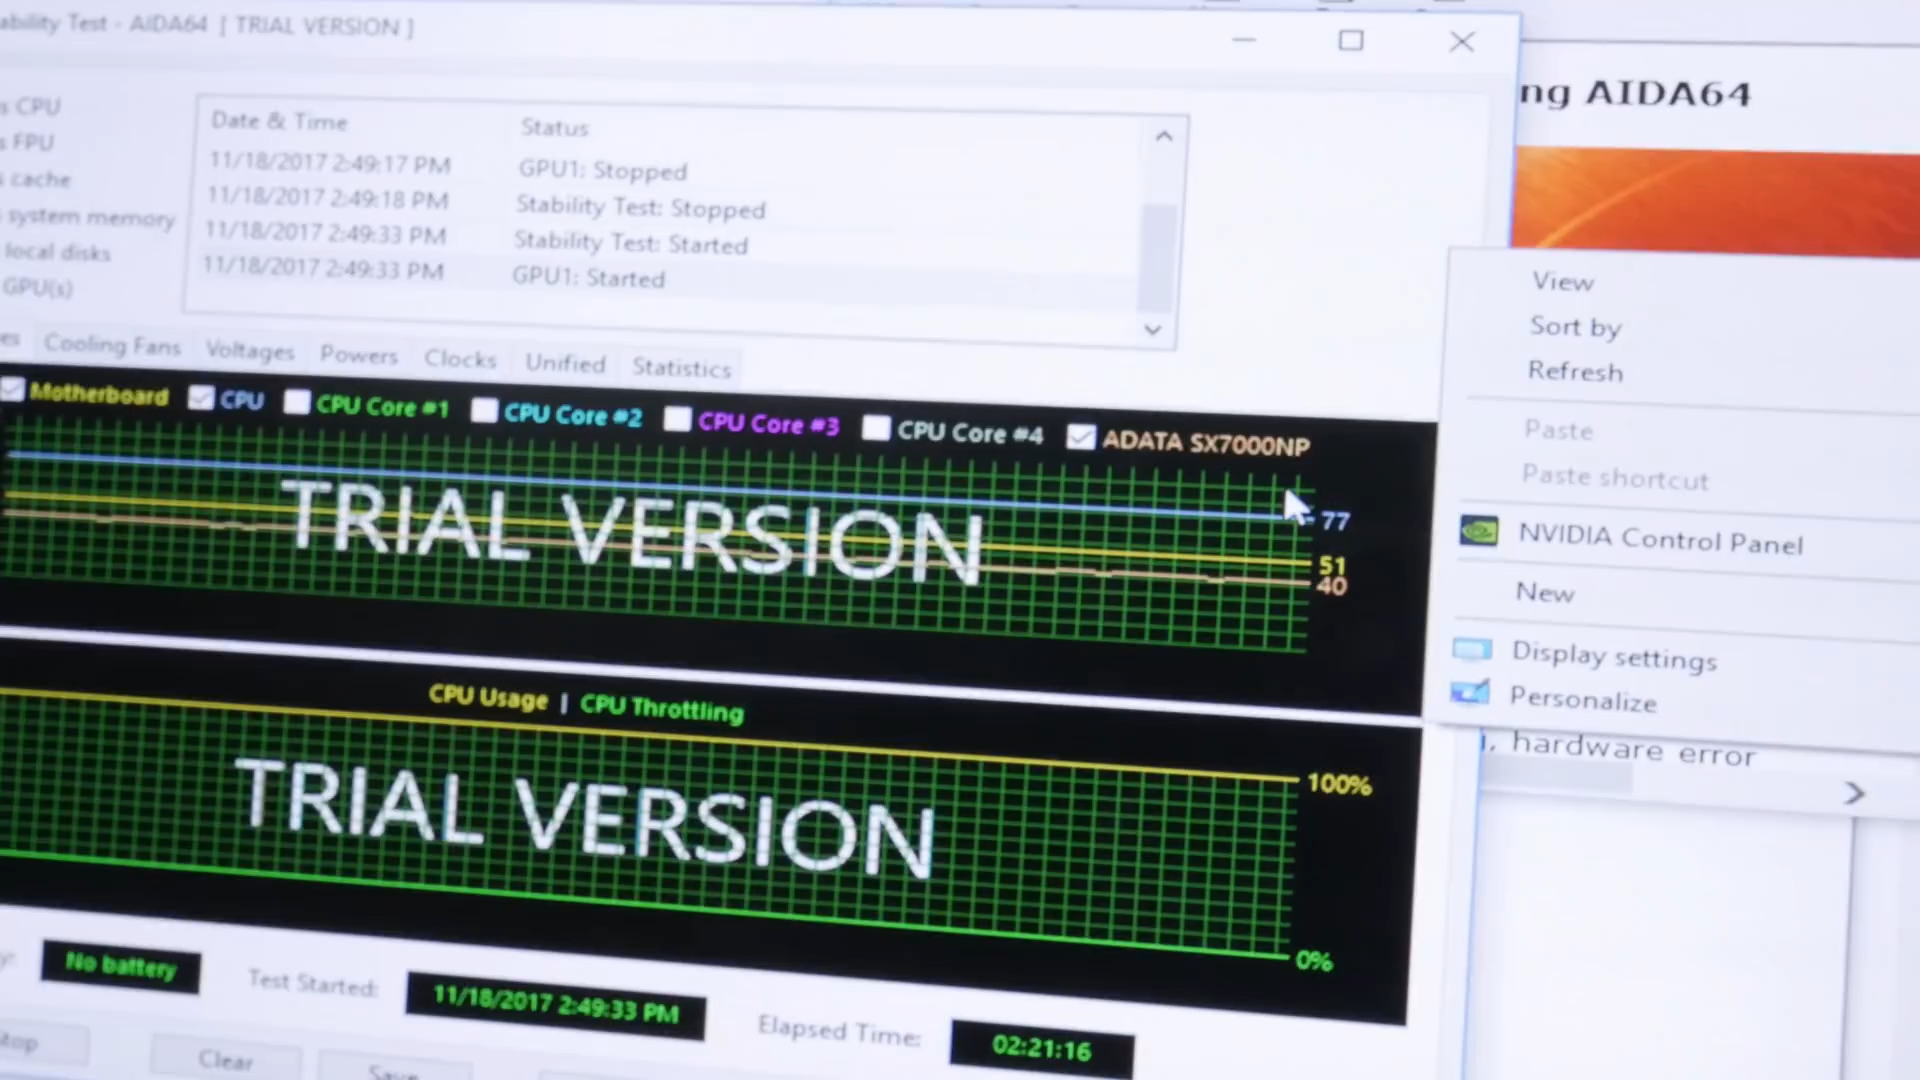 ability Test - AIDA64 [ TRIAL VERSION ]
ng AIDA64
s CPU
s FPU
s cache
system memory
local disks
GPU(s)
Date & Time Status
11/18/2017 2:49:17 PM GPU1: Stopped
11/18/2017 2:49:18 PM Stability Test: Stopped
11/18/2017 2:49:33 PM Stability Test: Started
11/18/2017 2:49:33 PM GPU1: Started
es Cooling Fans Voltages Powers Clocks Unified Statistics
Motherboard CPU CPU Core #1 CPU Core #2 CPU Core #3 CPU Core #4 ADATA SX7000NP
77
51
40
TRIAL VERSION
CPU Usage | CPU Throttling
100%
TRIAL VERSION
0%
y: No battery Test Started: 11/18/2017 2:49:33 PM Elapsed Time: 02:21:16
top Clear Save
View
Sort by
Refresh
Paste
Paste shortcut
NVIDIA Control Panel
New
Display settings
Personalize
, hardware error